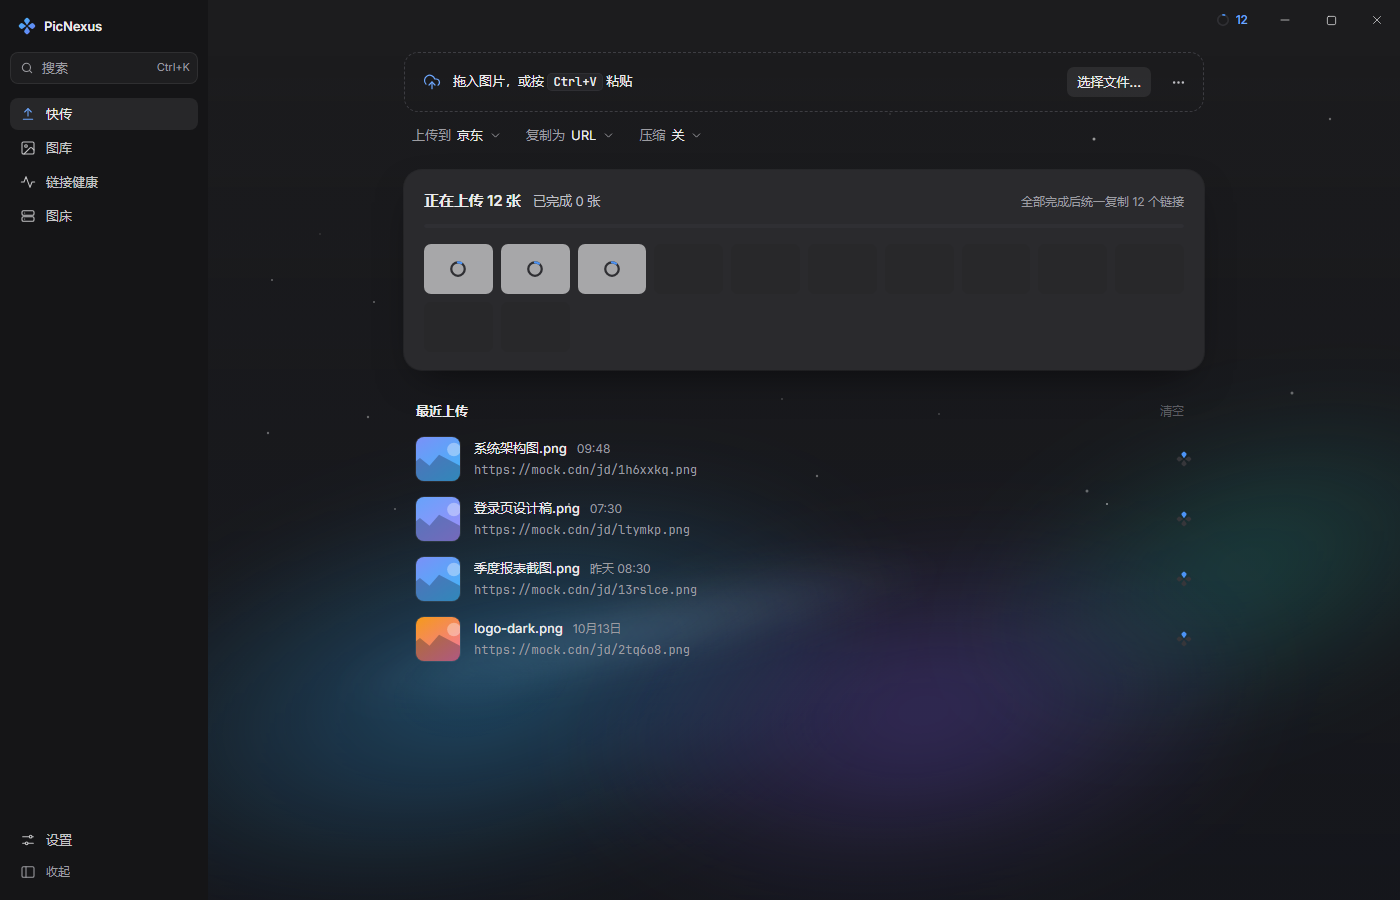 PicNexus
12
搜索 Ctrl+K
快传
图库
链接健康
图床
拖入图片，或按 Ctrl+V 粘贴
选择文件...
上传到 京东
复制为 URL
压缩 关
正在上传 12 张 已完成 0 张
全部完成后统一复制 12 个链接
最近上传
清空
系统架构图.png 09:48
https://mock.cdn/jd/1h6xxkq.png
登录页设计稿.png 07:30
https://mock.cdn/jd/ltymkp.png
季度报表截图.png 昨天 08:30
https://mock.cdn/jd/13rslce.png
logo-dark.png 10月13日
https://mock.cdn/jd/2tq6o8.png
设置
收起